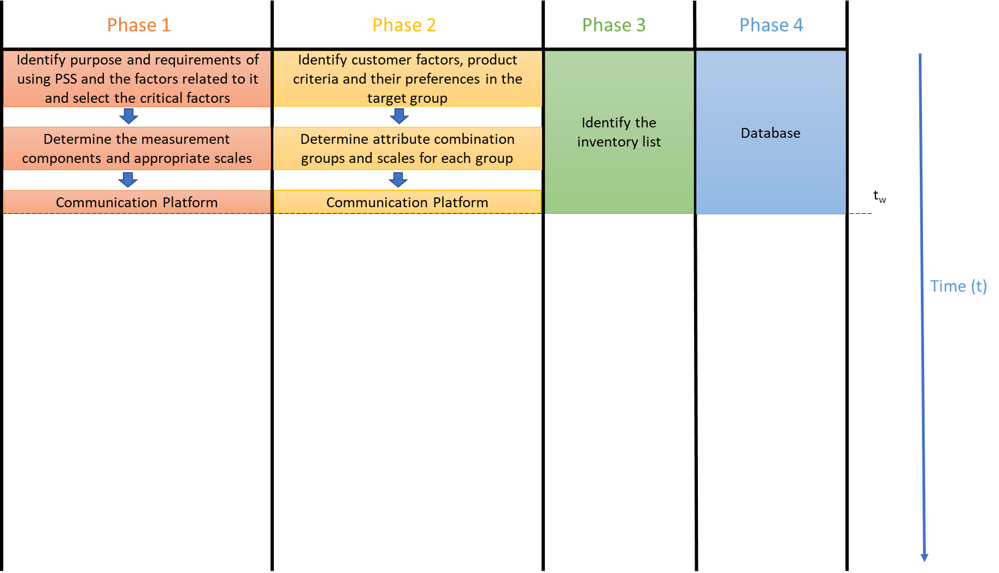 Phase 1
Phase 2
Phase 3
Phase 4
Identify purpose and requirements of
using PSS and the factors related to it
and select the critical factors
Determine the measurement
components and appropriate scales
Communication Platform
Identify customer factors, product
criteria and their preferences in the
target group
Determine attribute combination
groups and scales for each group
Communication Platform
Identify the
inventory list
Database
tw
Time (t)